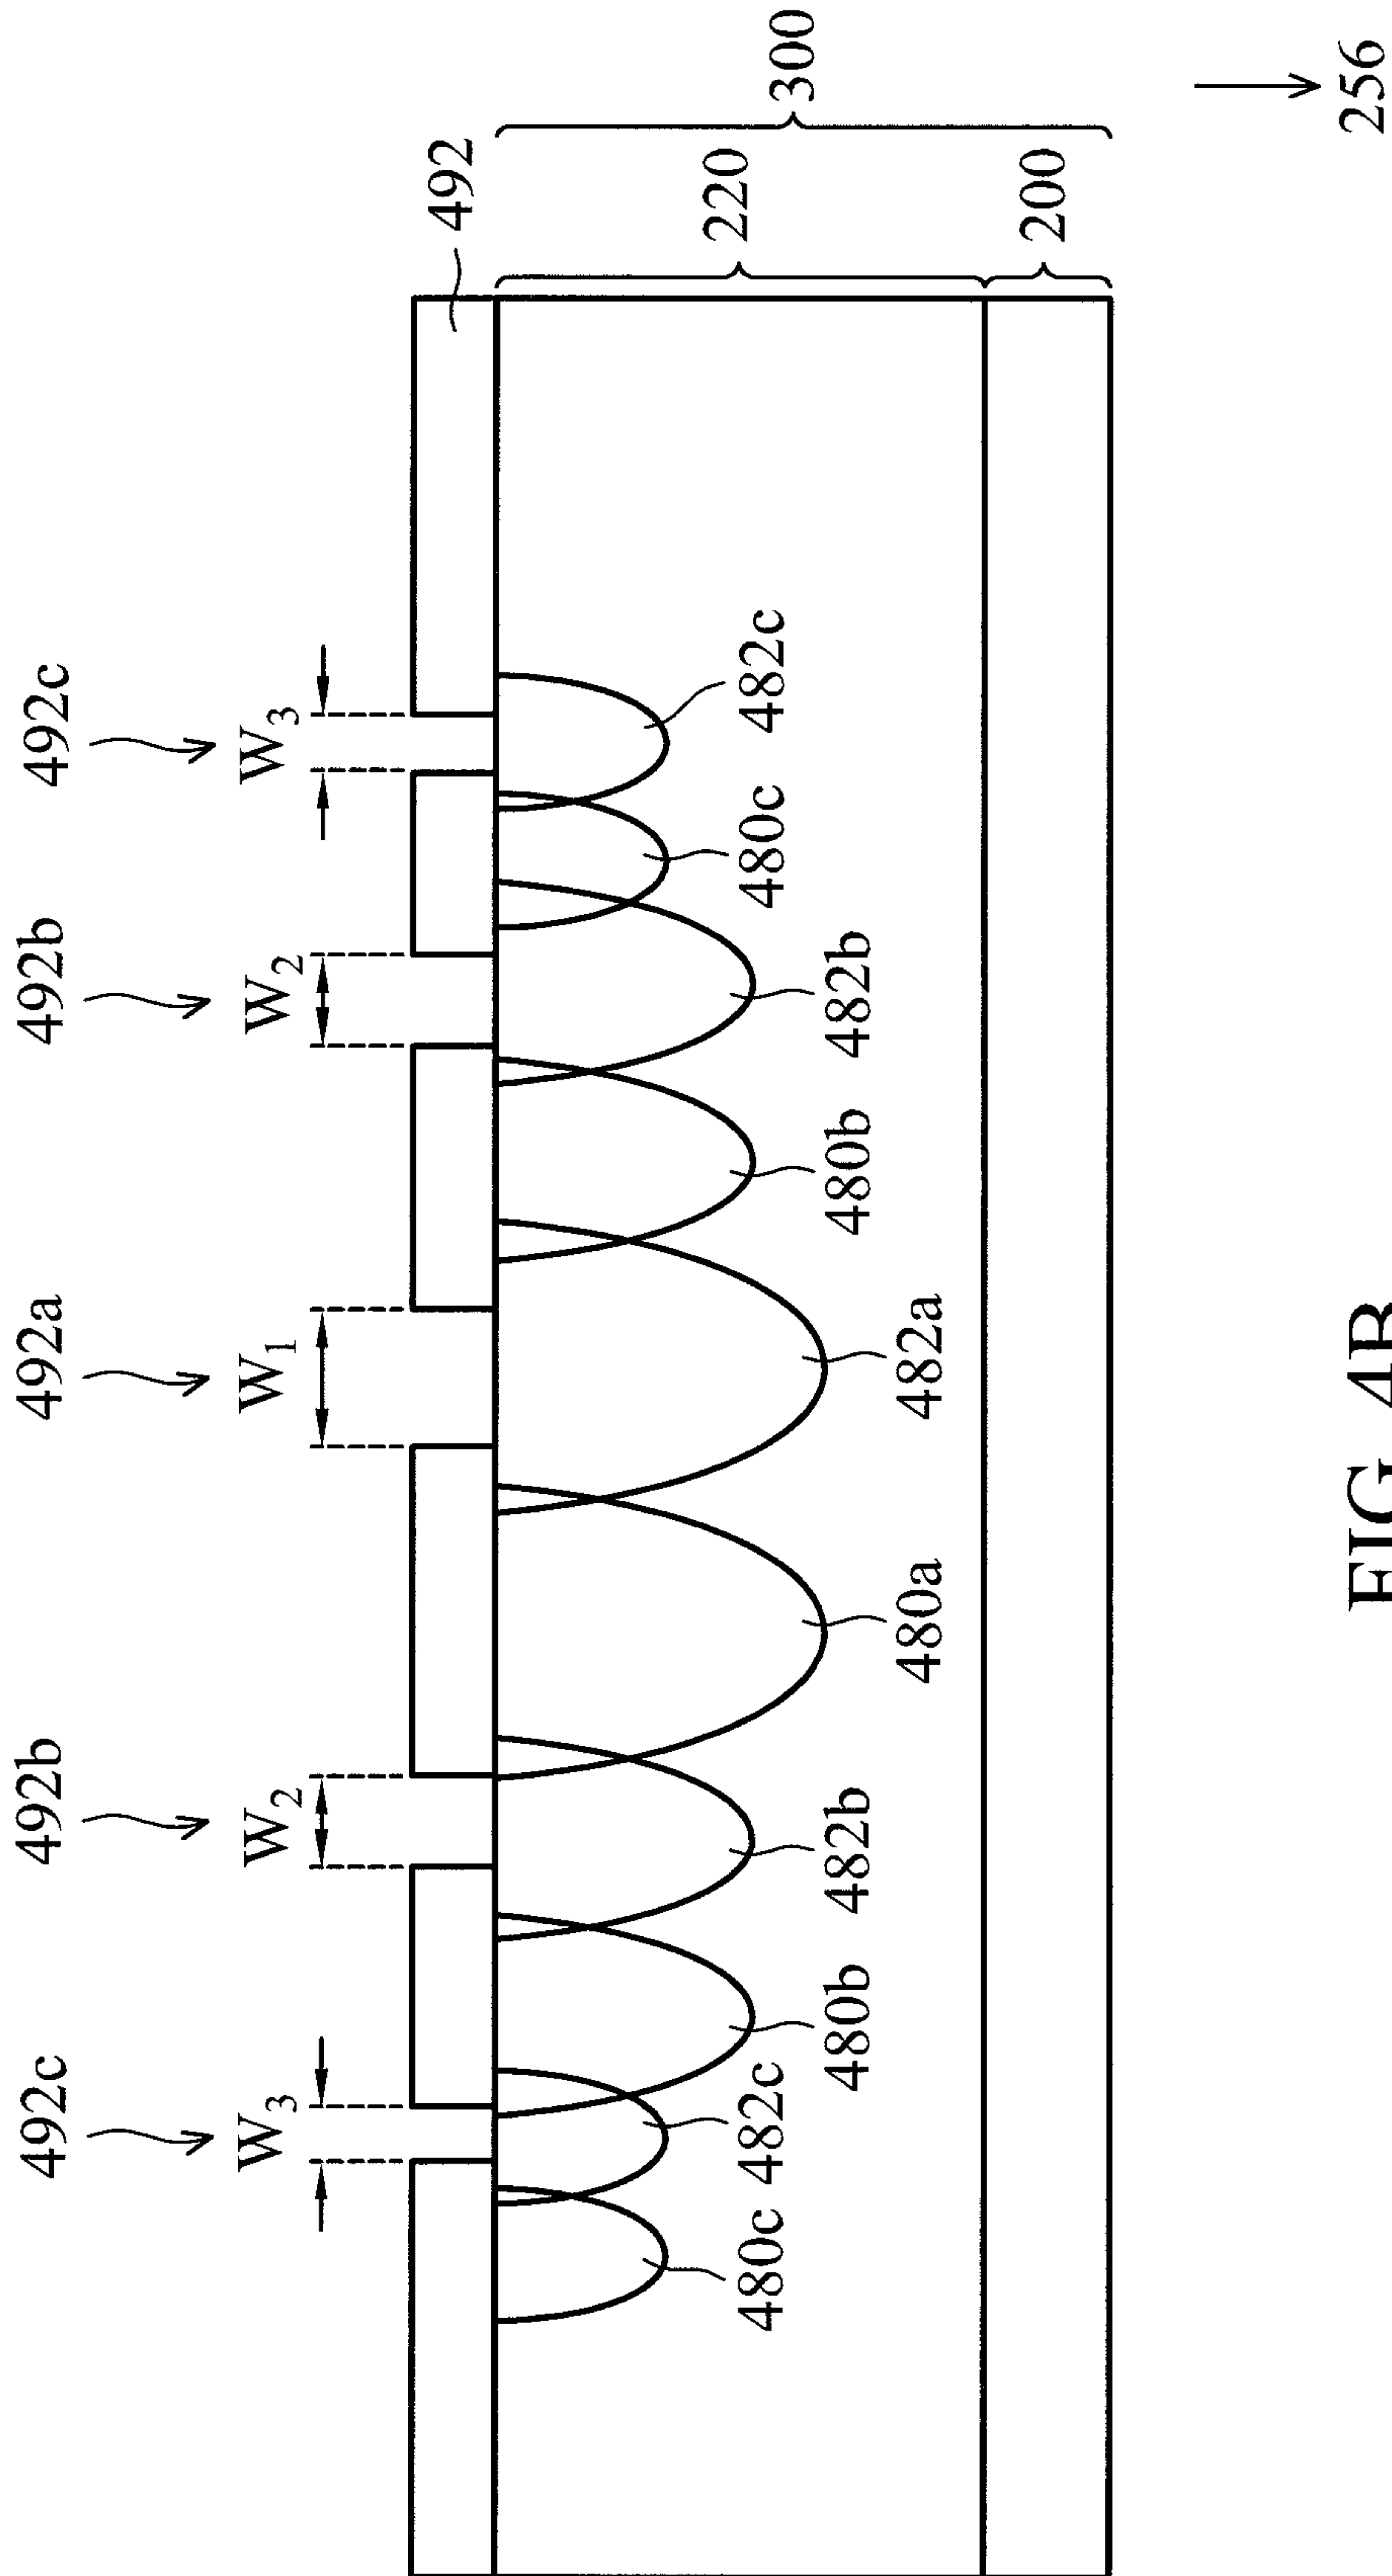 492c 492b 492a 492b 492c
W3 W2 W1 W2 W3
492
220
480c 482c 480c 482c
300
480b 482b 480b 482b
480a 482a
200
256
FIG. 4B